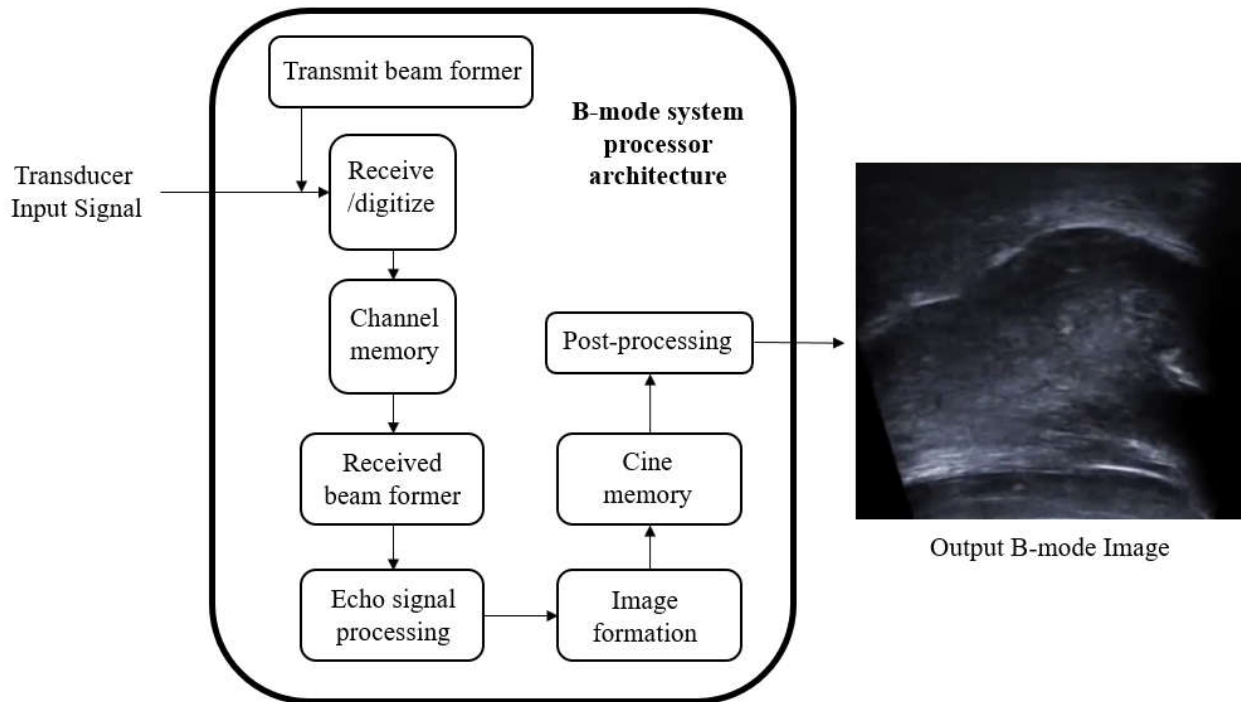 Transmit beam former
B-mode system
processor
architecture
Transducer
Input Signal
Receive
/digitize
Channel
memory
Post-processing
Received
beam former
Cine
memory
Output B-mode Image
Echo signal
processing
Image
formation